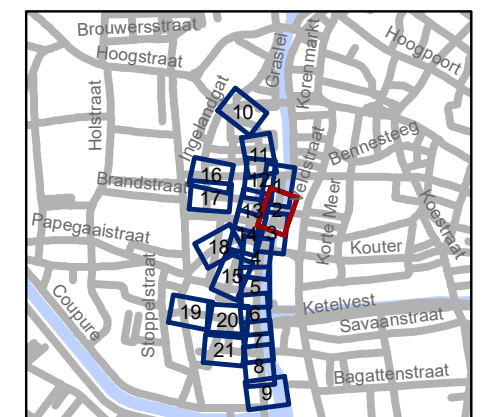 Brouwersstraat
Hoogstraat
Graslei
Korenmarkt
Hoogpoort
Holstraat
Ingelandgat
10
Bennesteeg
11
Veldstraat
16
12
1
Brandstraat
17
13
2
Korte Meer
Koestraat
Papegaaistraat
14
3
18
Kouter
4
15
5
Coupure
Stoppelstraat
Ketelvest
19
20
6
Savaanstraat
7
21
8
Bagattenstraat
9